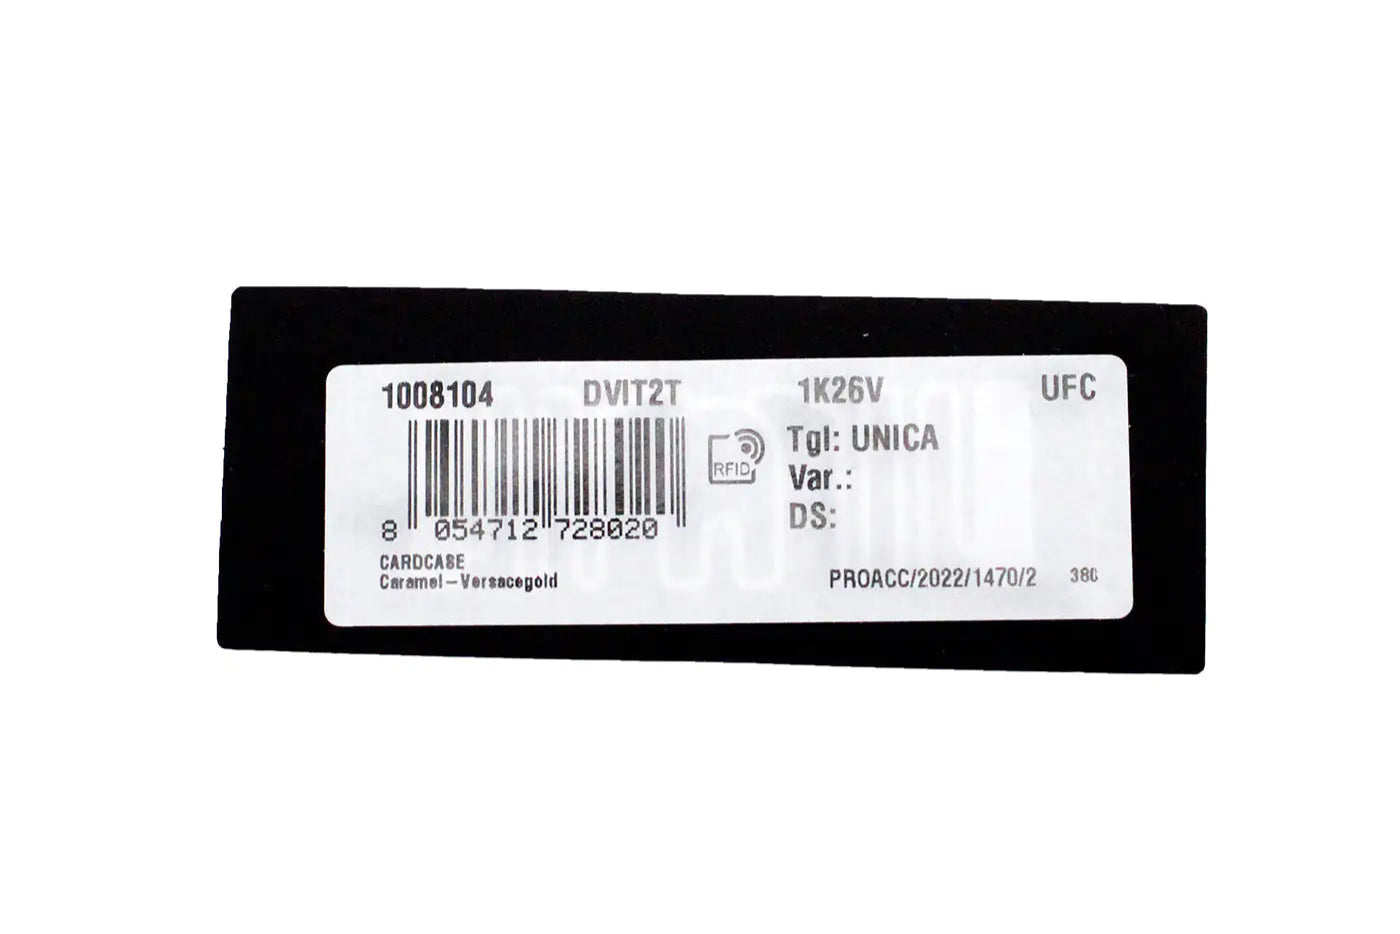 1008104 DVIT2T 1K26V UFC
RFID
Tgl: UNICA
Var.:
DS:
8 054712 728020
CARDCASE
Caramel-Versacegold
PROACC/2022/1470/2 380